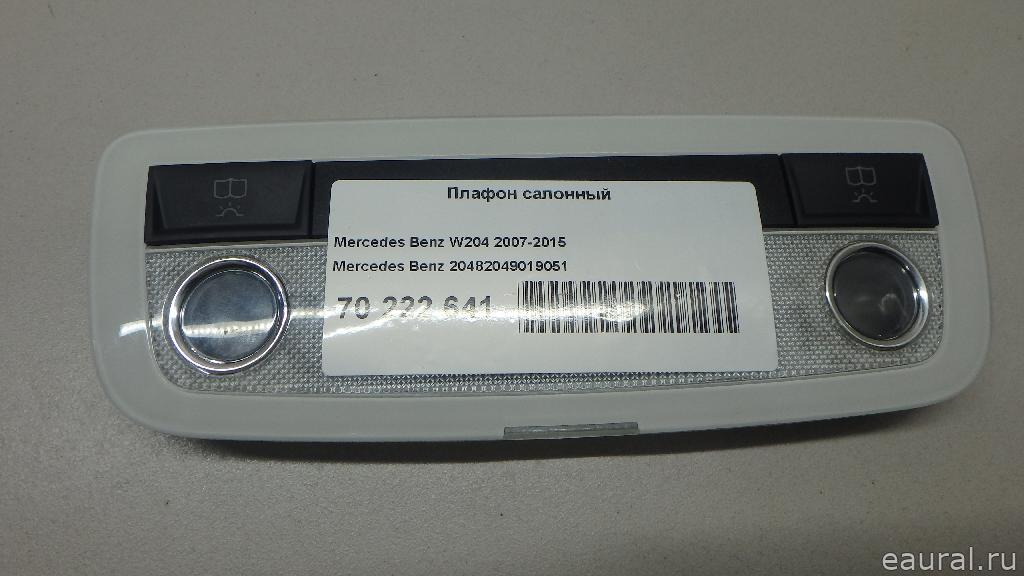 Плафон салонный
Mercedes Benz W204 2007-2015
Mercedes Benz 20482049019051
70 222 641
eaural.ru